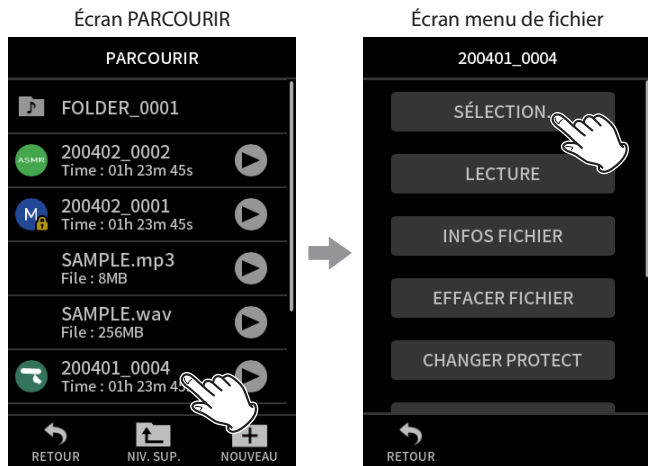 Écran PARCOURIR
PARCOURIR
FOLDER_0001
ASMR
200402_0002
Time : 01h 23m 45s
M
200402_0001
Time : 01h 23m 45s
SAMPLE.mp3
File : 8MB
SAMPLE.wav
File : 256MB
200401_0004
Time : 01h 23m 45
RETOUR
NIV. SUP.
NOUVEAU
Écran menu de fichier
200401_0004
SÉLECTION.
LECTURE
INFOS FICHIER
EFFACER FICHIER
CHANGER PROTECT
RETOUR